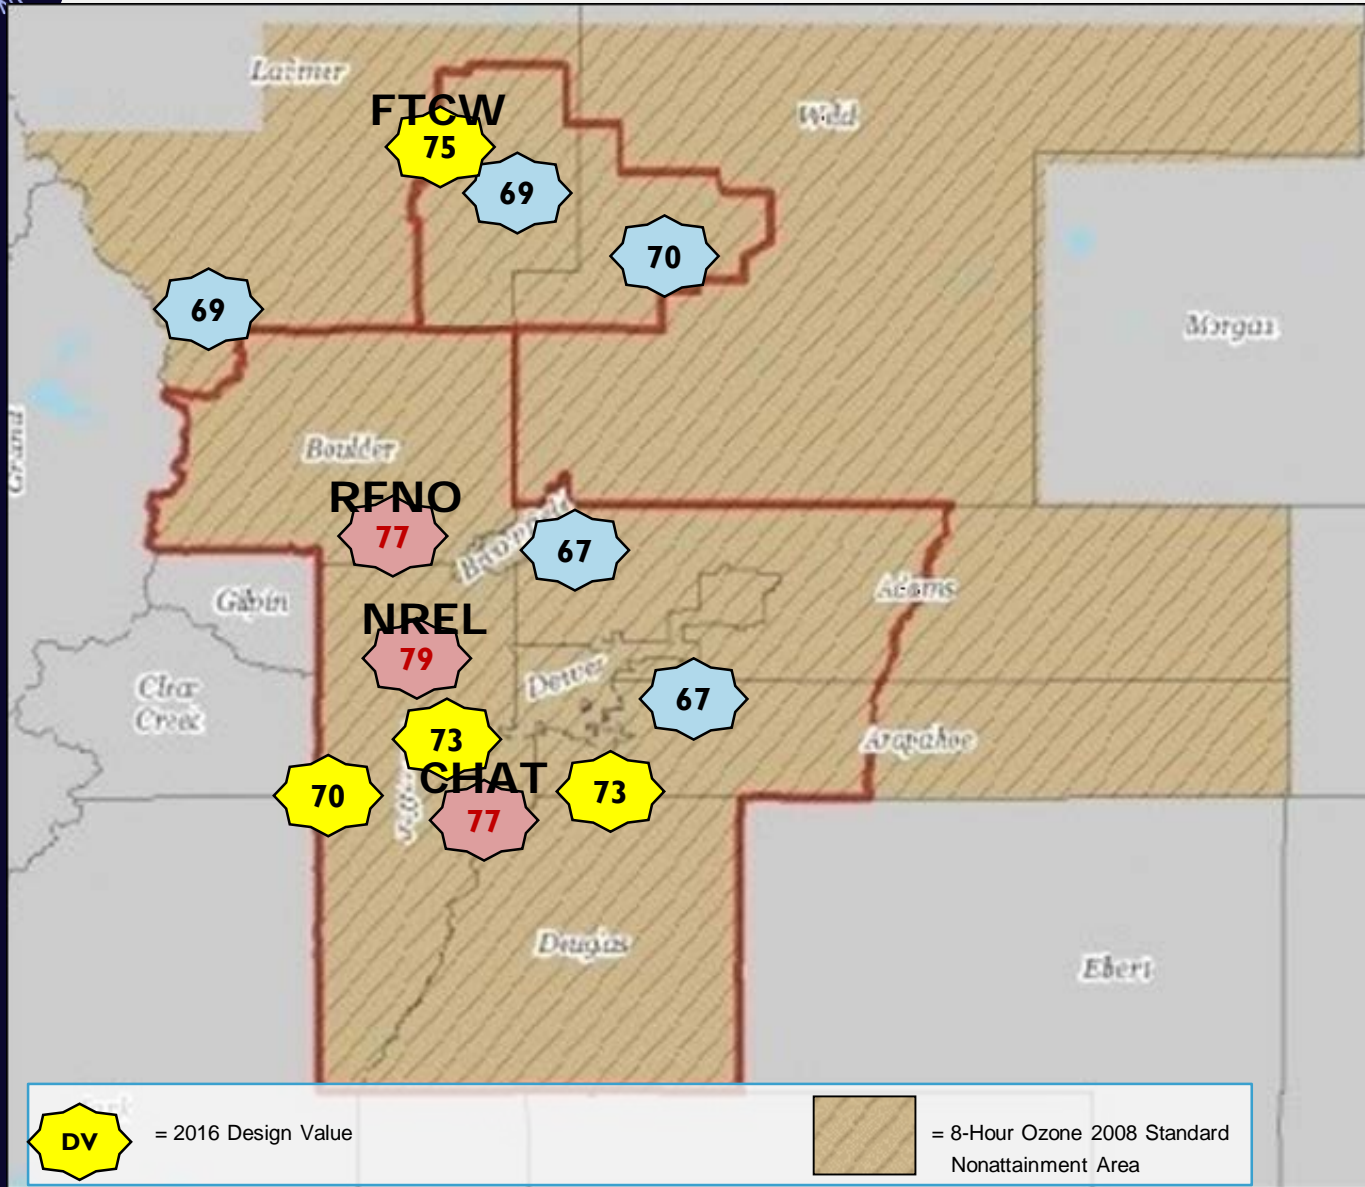 Larimer
FTCW
75
69
Weld
70
69
Morgan
Grand
Boulder
RFNO
77
Broomfield
67
Gilpin
Adams
NREL
79
Denver
67
Clear
Creek
73
Arapahoe
CHAT
70
77
73
Douglas
Elbert
DV
= 2016 Design Value
= 8-Hour Ozone 2008 Standard
Nonattainment Area